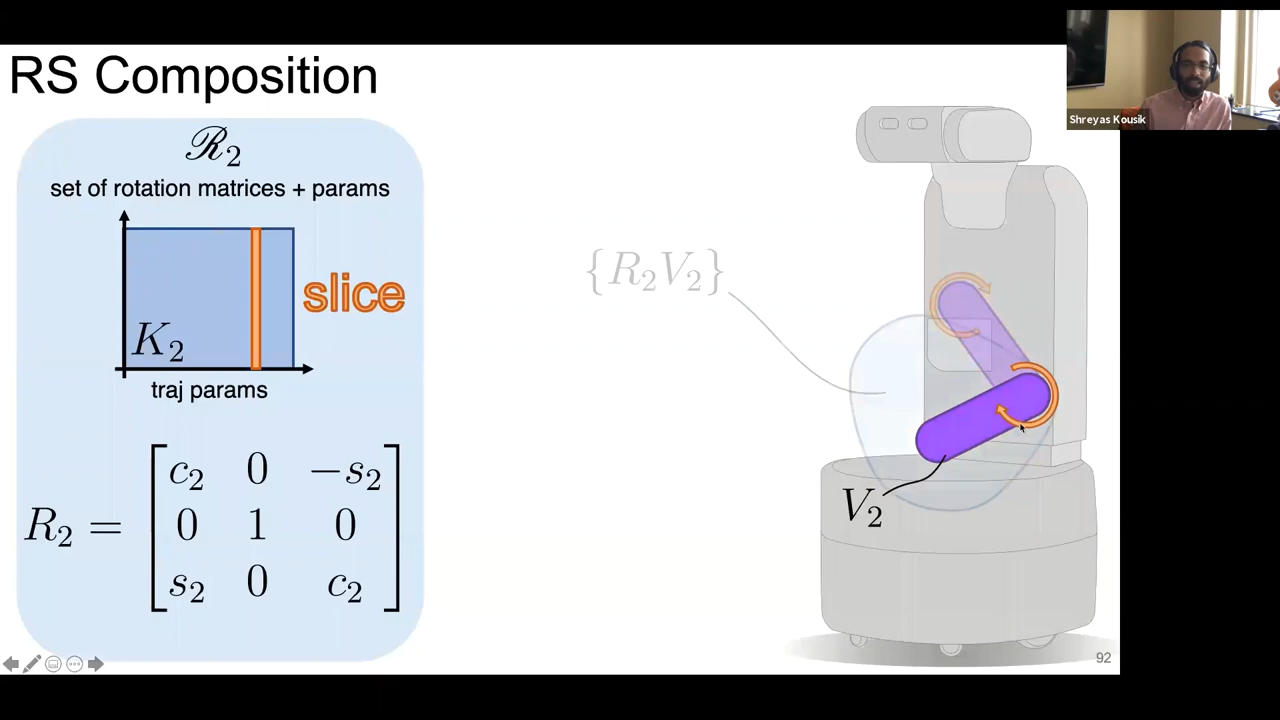 RS Composition
Shreyas Kousik
ℛ₂
set of rotation matrices + params
slice
K₂
traj params
R₂ = [c₂ 0 −s₂
0 1 0
s₂ 0 c₂]
{R₂V₂}
V₂
92